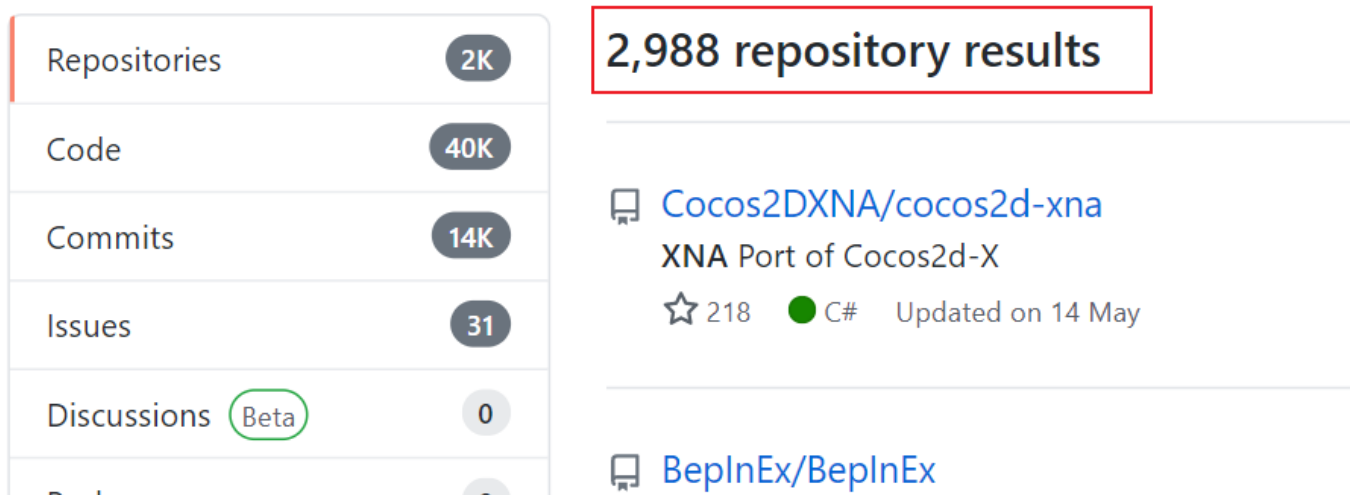 Repositories 2K
Code 40K
Commits 14K
Issues 31
Discussions Beta 0
2,988 repository results
Cocos2DXNA/cocos2d-xna
XNA Port of Cocos2d-X
218 C# Updated on 14 May
BepInEx/BepInEx